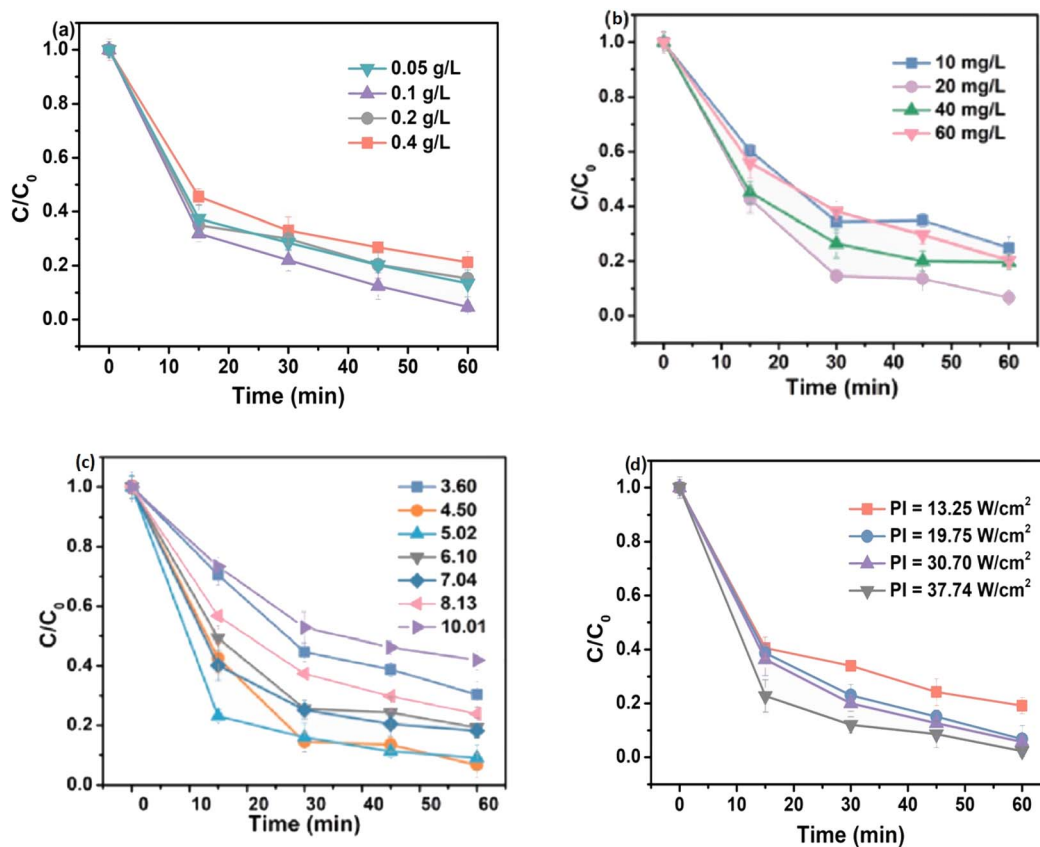 (a)
1.0
0.8
0.6
0.4
0.2
0.0
C/C₀
0.05 g/L
0.1 g/L
0.2 g/L
0.4 g/L
0 10 20 30 40 50 60
Time (min)
(b)
1.0
0.8
0.6
0.4
0.2
0.0
C/C₀
10 mg/L
20 mg/L
40 mg/L
60 mg/L
0 10 20 30 40 50 60
Time (min)
(c)
1.0
0.8
0.6
0.4
0.2
0.0
C/C₀
3.60
4.50
5.02
6.10
7.04
8.13
10.01
0 10 20 30 40 50 60
Time (min)
(d)
1.0
0.8
0.6
0.4
0.2
0.0
C/C₀
PI = 13.25 W/cm²
PI = 19.75 W/cm²
PI = 30.70 W/cm²
PI = 37.74 W/cm²
0 10 20 30 40 50 60
Time (min)